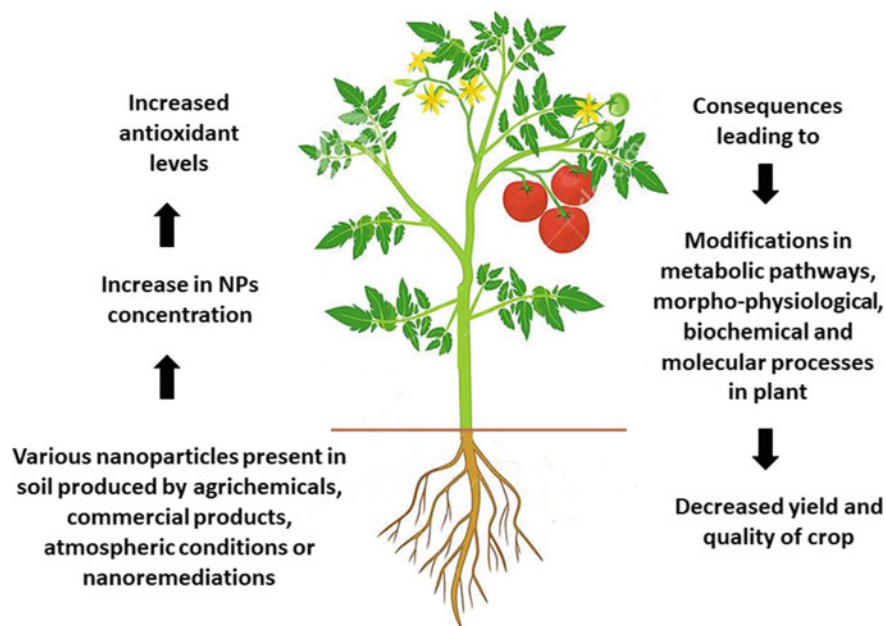 Increased
antioxidant
levels
Increase in NPs
concentration
Various nanoparticles present in
soil produced by agrichemicals,
commercial products,
atmospheric conditions or
nanoremediations
Consequences
leading to
Modifications in
metabolic pathways,
morpho-physiological,
biochemical and
molecular processes
in plant
Decreased yield and
quality of crop